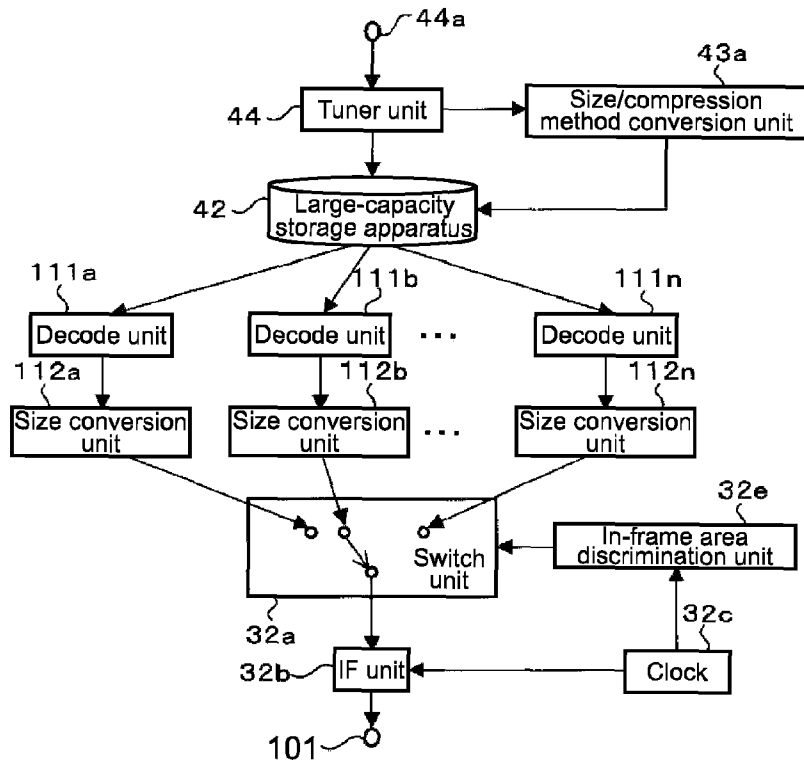 44a
43a
44
Tuner unit
Size/compression
method conversion unit
42
Large-capacity
storage apparatus
111a
111b
111n
Decode unit
Decode unit
...
Decode unit
112a
112b
112n
Size conversion
unit
Size conversion
unit
...
Size conversion
unit
32e
Switch
unit
In-frame area
discrimination unit
32a
32c
32b
IF unit
Clock
101